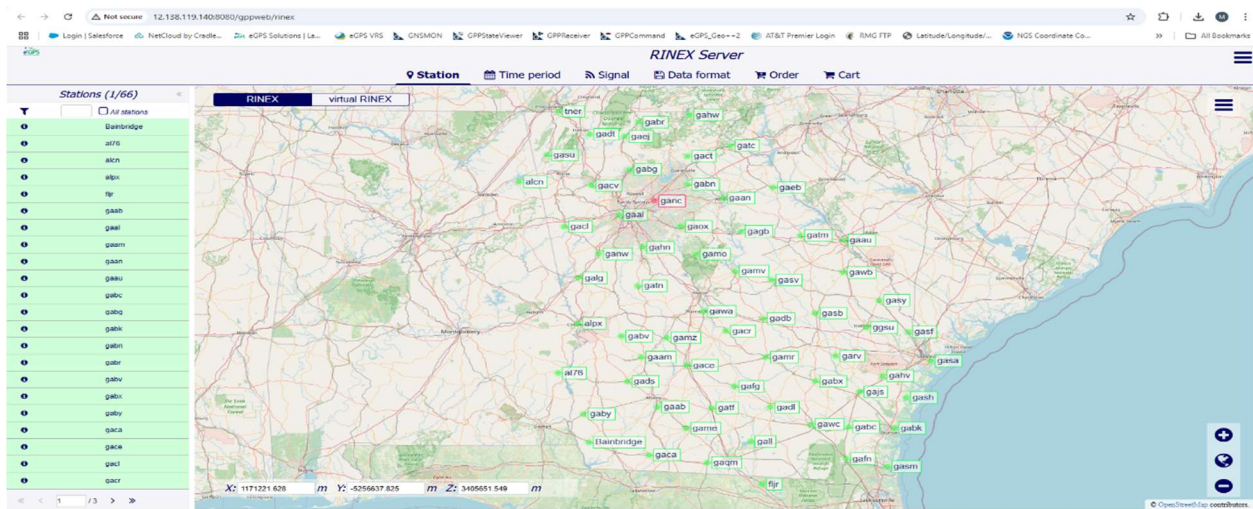 Not secure 12.138.119.140:8080/gppweb/rinex
Login | Salesforce NetCloud by Cradle... eGPS Solutions | La... eGPS VRS GNSMON GPPStateViewer GPPReceiver GPPCommand eGPS_Geo++2 AT&T Premier Login RMG FTP Latitude/Longitude/... NGS Coordinate Co... » All Bookmarks
eGPS
RINEX Server
Station Time period Signal Data format Order Cart
Stations (1/66) «
All stations
RINEX virtual RINEX
Bainbridge
al76
alcn
alpx
fljr
gaab
gaal
gaam
gaan
gaau
gabc
gabg
gabk
gabn
gabr
gabv
gabx
gaby
gaca
gace
gacl
gacr
« < 1 / 3 > »
tner
gahw
gabr
gadt
gaej
gatc
gasu
gact
gabg
alcn
gacv
gabn
gaeb
ganc
gaan
gaal
gacl
gaox
gagb
gatm
gaau
gahn
ganw
gamo
galg
gamv
gawb
gasv
gatn
gasy
gawa
gadb
gasb
alpx
gacr
ggsu
gasf
gabv
gamz
gaam
gace
gamr
garv
gasa
al76
gads
gafg
gabx
gahv
gajs
gash
gaby
gaab
gatf
gadl
game
gawc
gabc
gabk
Bainbridge
gall
gaca
gaqm
gafn
gasm
fljr
Montgomery
X: 1171221.628 m Y: -5256637.825 m Z: 3405651.549 m
© OpenStreetMap contributors.